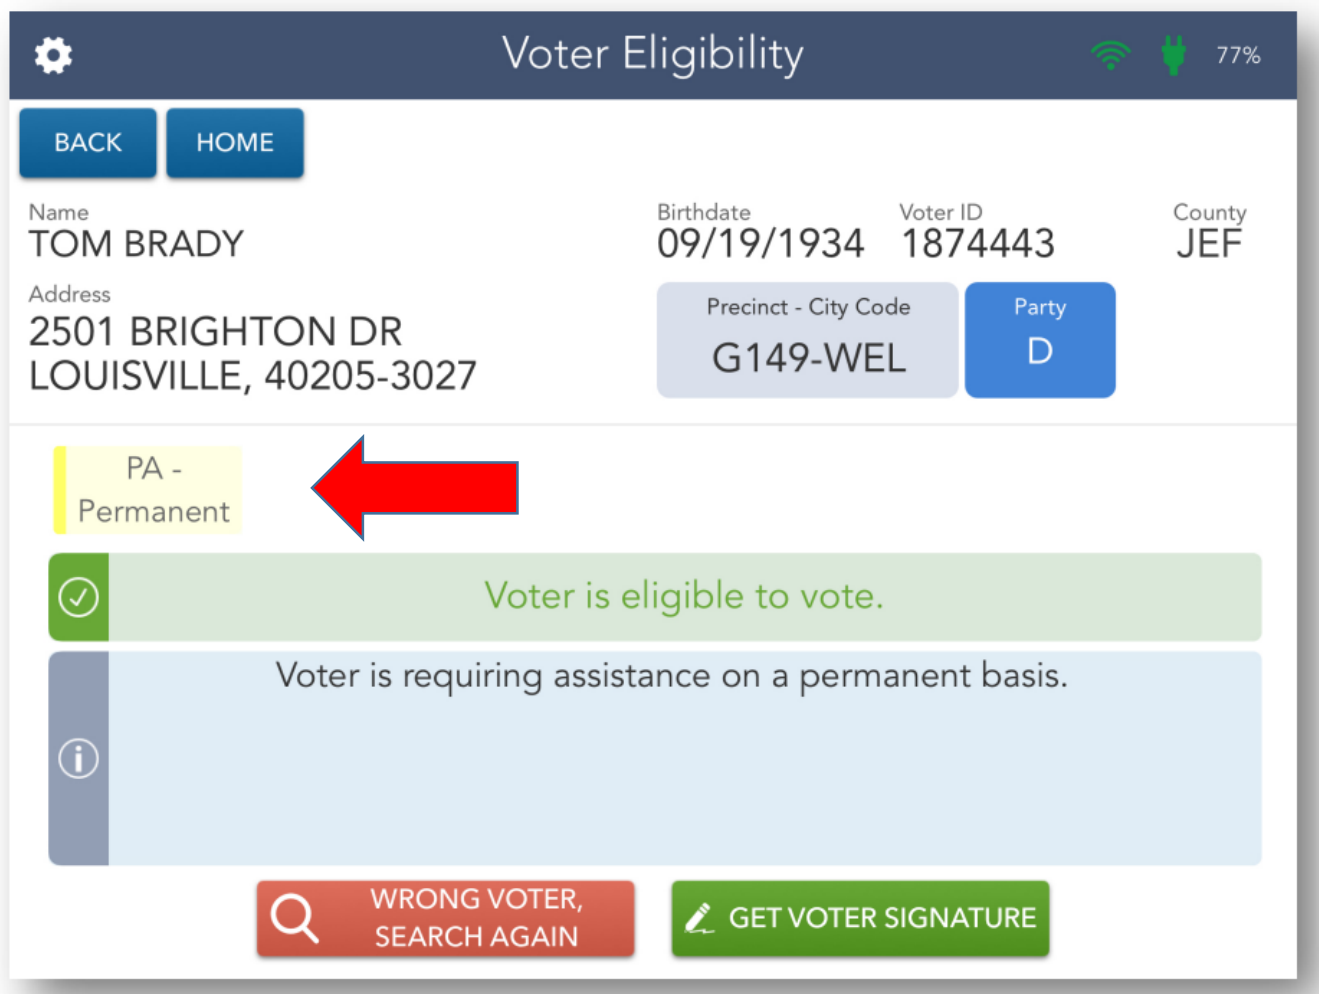 Voter Eligibility
77%
BACK
HOME
Name
TOM BRADY
Birthdate
09/19/1934
Voter ID
1874443
County
JEF
Address
2501 BRIGHTON DR
LOUISVILLE, 40205-3027
Precinct - City Code
G149-WEL
Party
D
PA -
Permanent
Voter is eligible to vote.
Voter is requiring assistance on a permanent basis.
WRONG VOTER,
SEARCH AGAIN
GET VOTER SIGNATURE